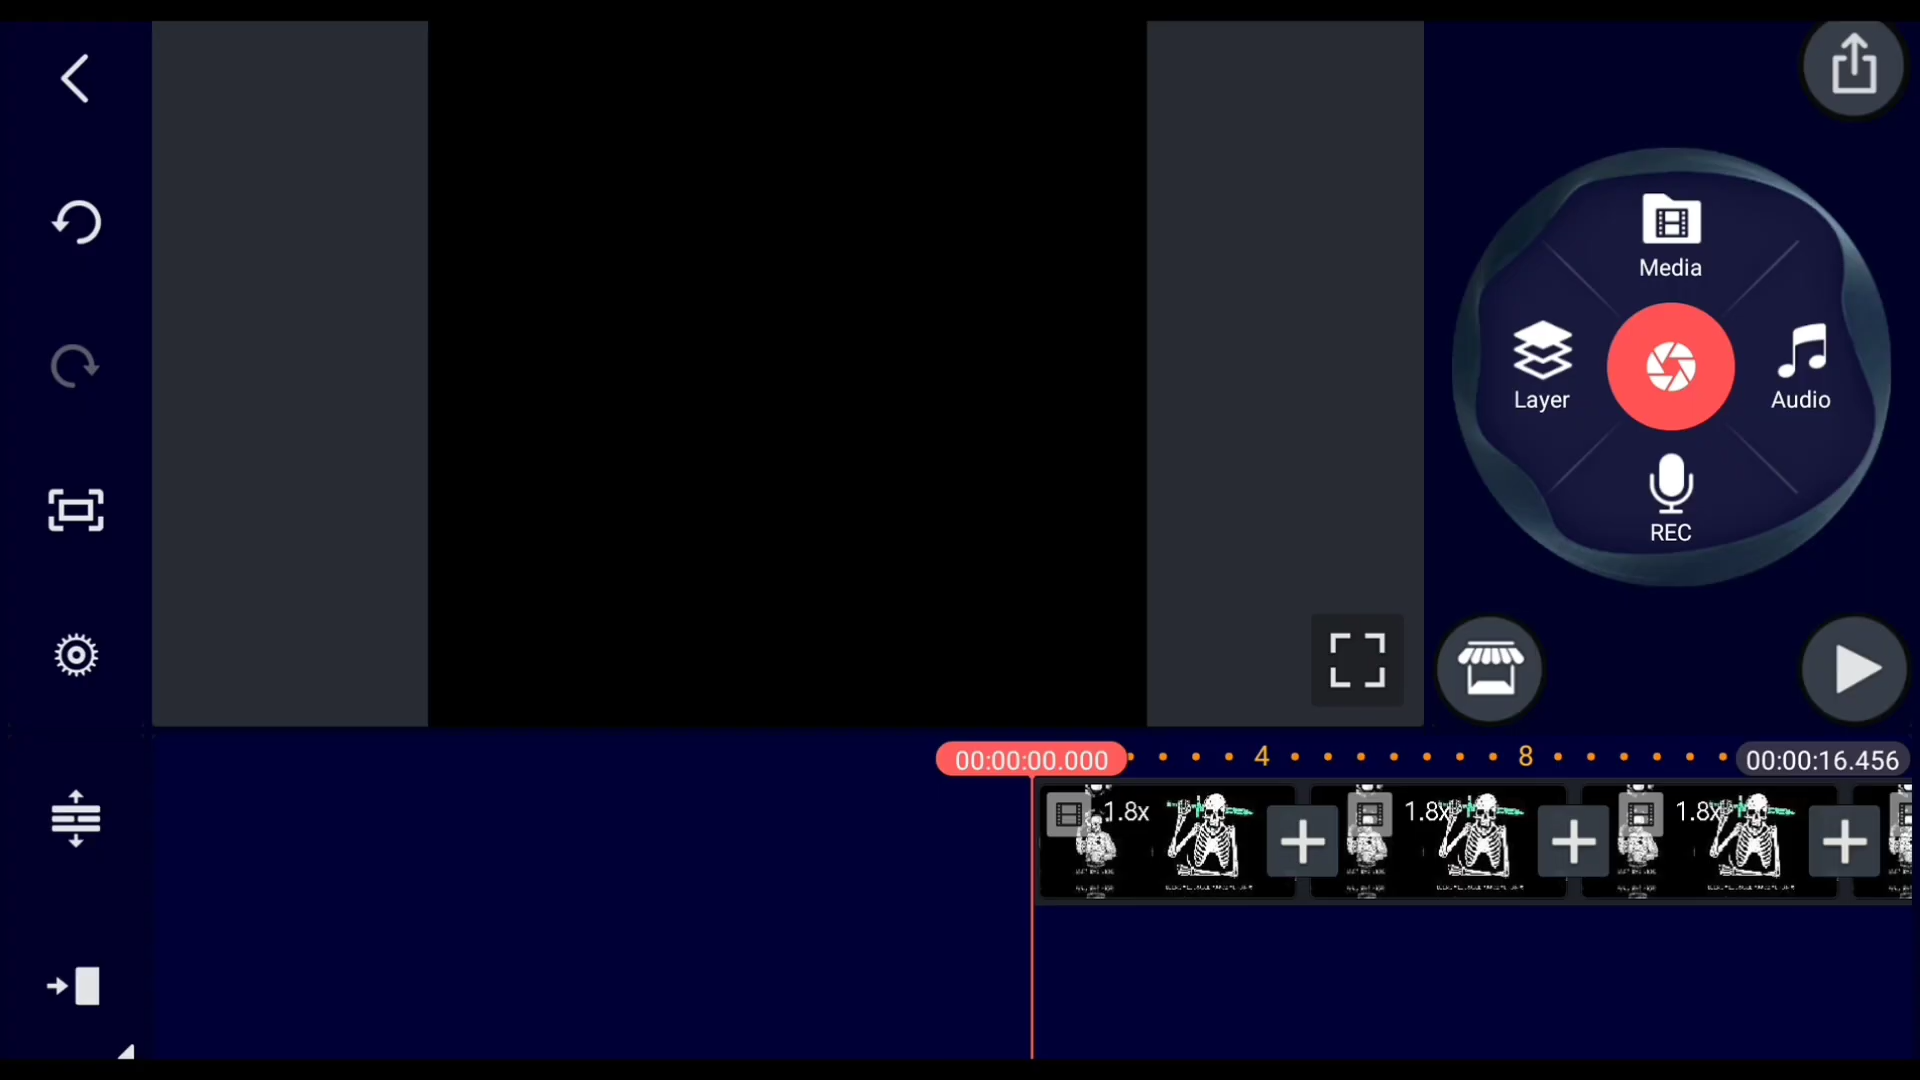 Media
Layer
Audio
REC
00:00:00.000
4
8
00:00:16.456
1.8x
1.8x
1.8x